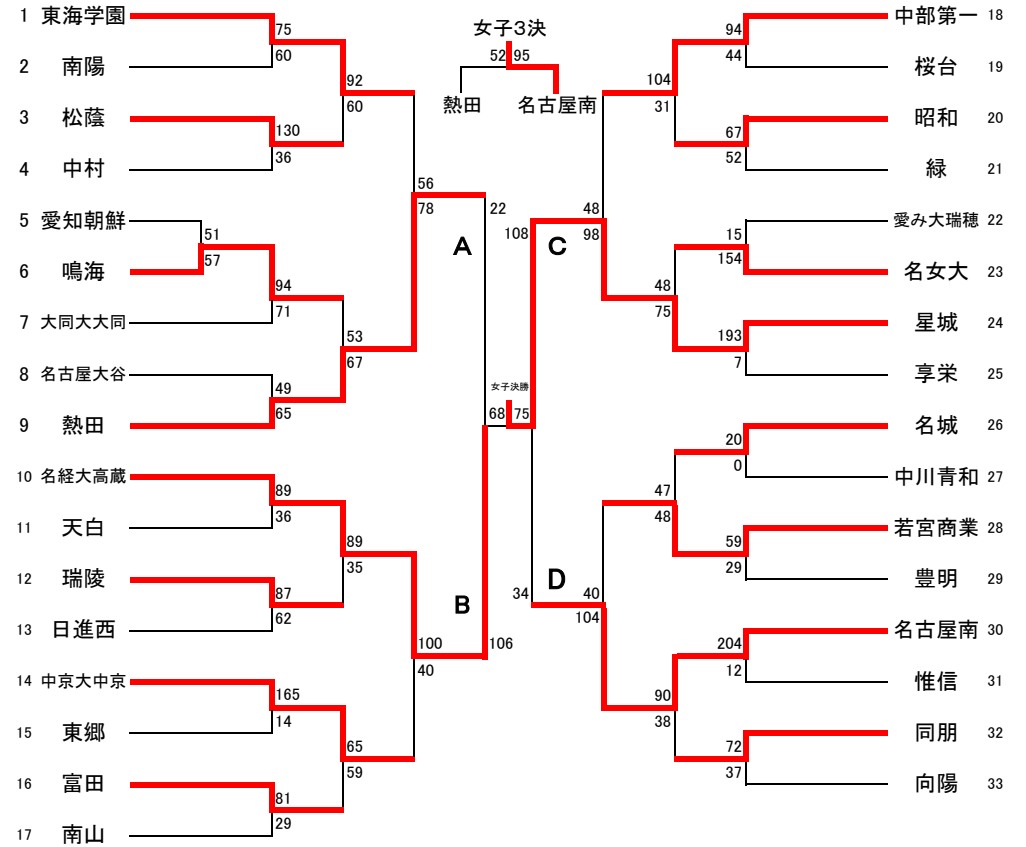 女子3決
52 95
熱田 名古屋南
1 東海学園
75
60
2 南陽
92
60
3 松蔭
130
36
4 中村
56
78
5 愛知朝鮮
51
57
6 鳴海
94
71
7 大同大大同
53
67
8 名古屋大谷
49
65
9 熱田
A
22
女子決勝
68 75
10 名経大高蔵
89
36
11 天白
89
35
12 瑞陵
87
62
13 日進西
B
100
40
106
14 中京大中京
165
14
15 東郷
65
59
16 富田
81
29
17 南山
中部第一 18
94
44
桜台 19
104
31
昭和 20
67
52
緑 21
48
98
108
C
愛み大瑞穂 22
15
154
名女大 23
48
75
星城 24
193
7
享栄 25
名城 26
20
0
中川青和 27
47
48
若宮商業 28
59
29
豊明 29
D
34
40
104
名古屋南 30
204
12
惟信 31
90
38
同朋 32
72
37
向陽 33